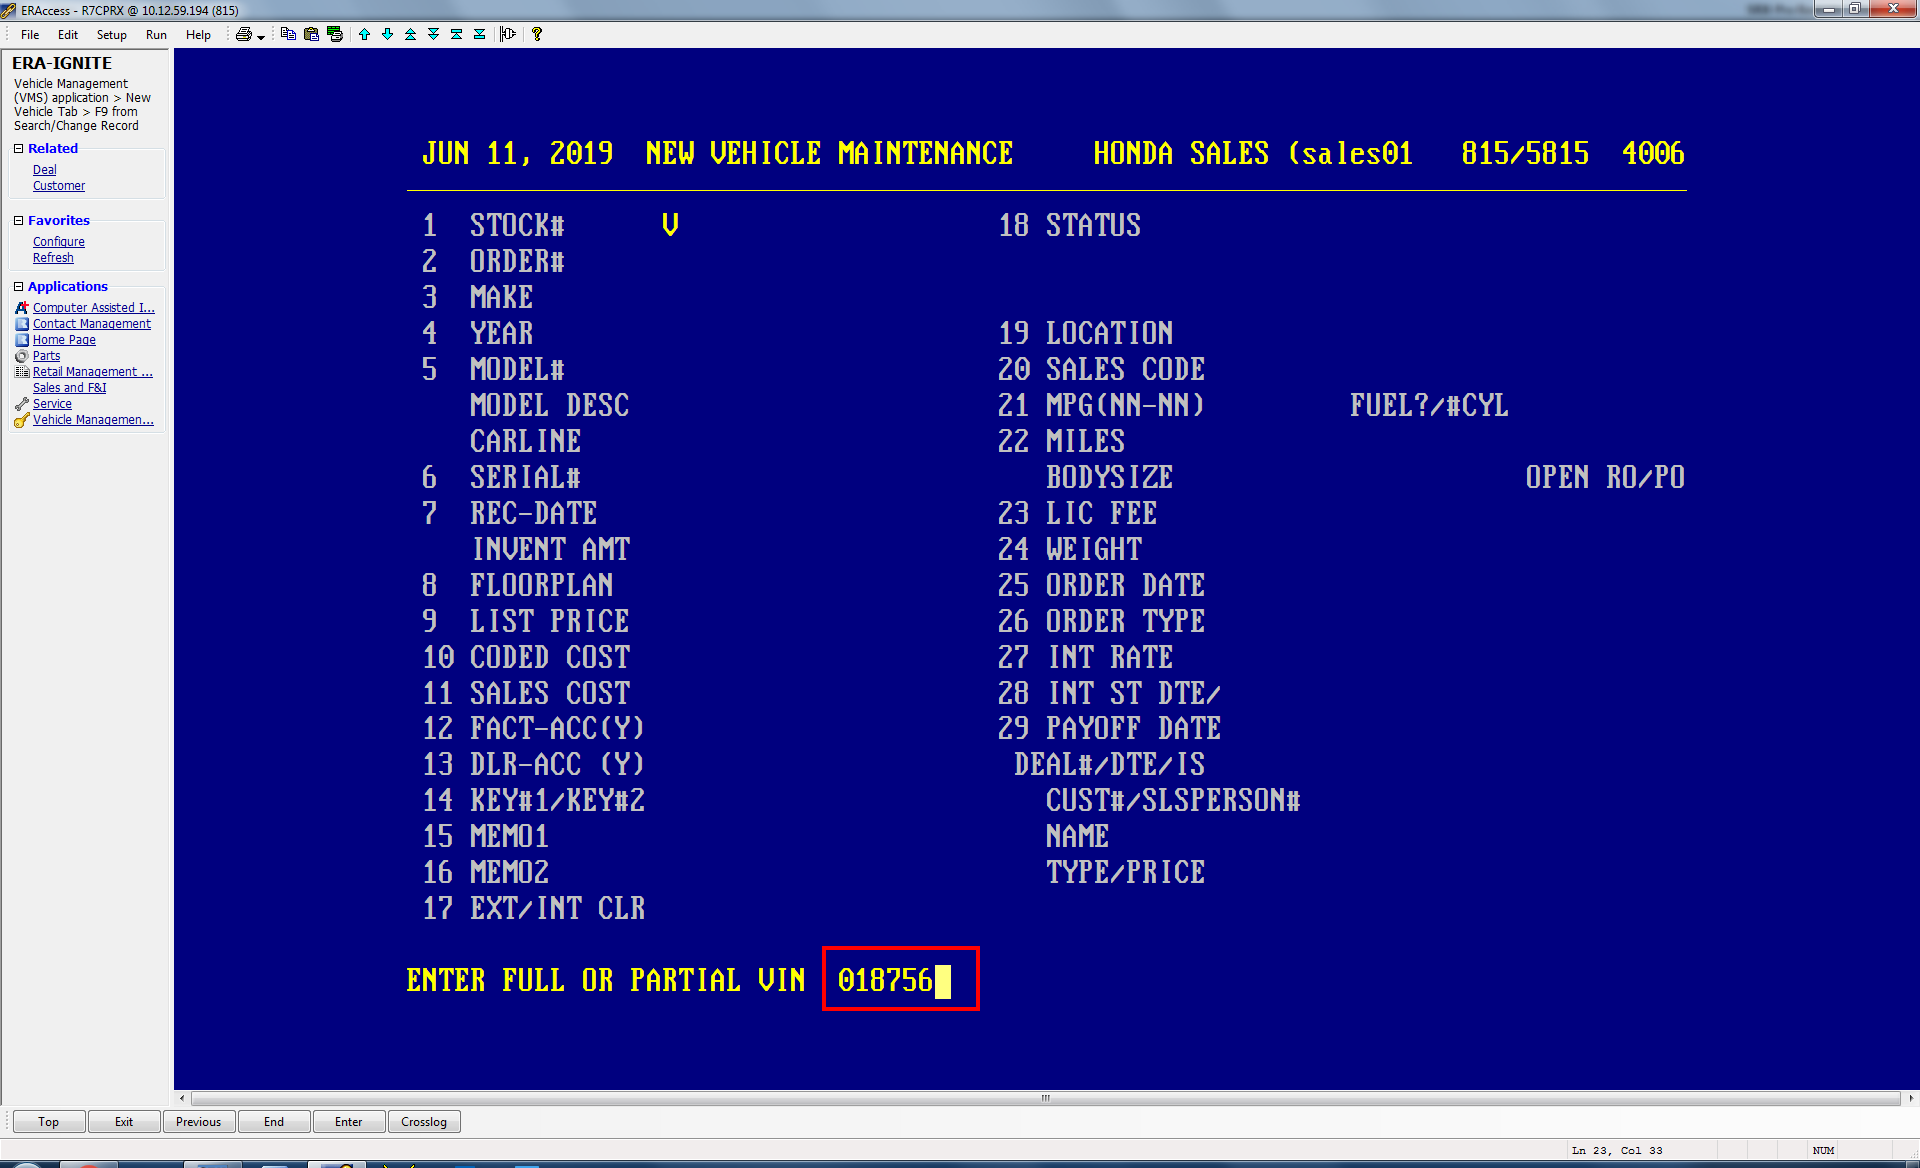 ERAccess - R7CPRX @ 10.12.59.194 (815)
File Edit Setup Run Help
ERA-IGNITE
Vehicle Management
(VMS) application > New
Vehicle Tab > F9 from
Search/Change Record
Related
Deal
Customer
Favorites
Configure
Refresh
Applications
Computer Assisted I...
Contact Management
Home Page
Parts
Retail Management ...
Sales and F&I
Service
Vehicle Managemen...
JUN 11, 2019 NEW VEHICLE MAINTENANCE HONDA SALES (sales01 815/5815 4006
1 STOCK# V 18 STATUS
2 ORDER#
3 MAKE
4 YEAR 19 LOCATION
5 MODEL# 20 SALES CODE
MODEL DESC 21 MPG(NN-NN) FUEL?/#CYL
CARLINE 22 MILES
6 SERIAL# BODYSIZE OPEN RO/PO
7 REC-DATE 23 LIC FEE
INVENT AMT 24 WEIGHT
8 FLOORPLAN 25 ORDER DATE
9 LIST PRICE 26 ORDER TYPE
10 CODED COST 27 INT RATE
11 SALES COST 28 INT ST DTE/
12 FACT-ACC(Y) 29 PAYOFF DATE
13 DLR-ACC (Y) DEAL#/DTE/IS
14 KEY#1/KEY#2 CUST#/SLSPERSON#
15 MEMO1 NAME
16 MEMO2 TYPE/PRICE
17 EXT/INT CLR
ENTER FULL OR PARTIAL VIN 018756
Top Exit Previous End Enter Crosslog
Ln 23, Col 33 NUM